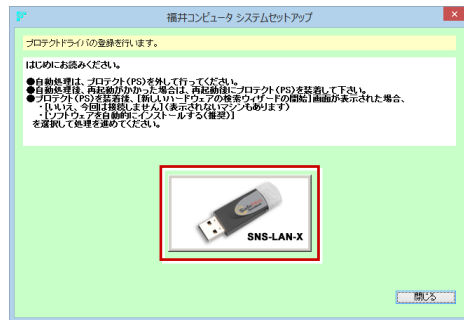 福井コンピュータ システムセットアップ
プロテクトドライバの登録を行います。
はじめにお読みください。
●自動処理は、プロテクト(PS)を外して行ってください。
●自動処理後、再起動がかかった場合は、再起動後にプロテクト(PS)を装着して下さい。
●プロテクト(PS)を装着後、[新しいハードウェアの検索ウィザードの開始]画面が表示された場合、
・[いいえ、今回は接続しません](表示されないマシンもあります)
・[ソフトウェアを自動的にインストールする(推奨)]
を選択して処理を進めてください。
SNS-LAN-X
閉じる